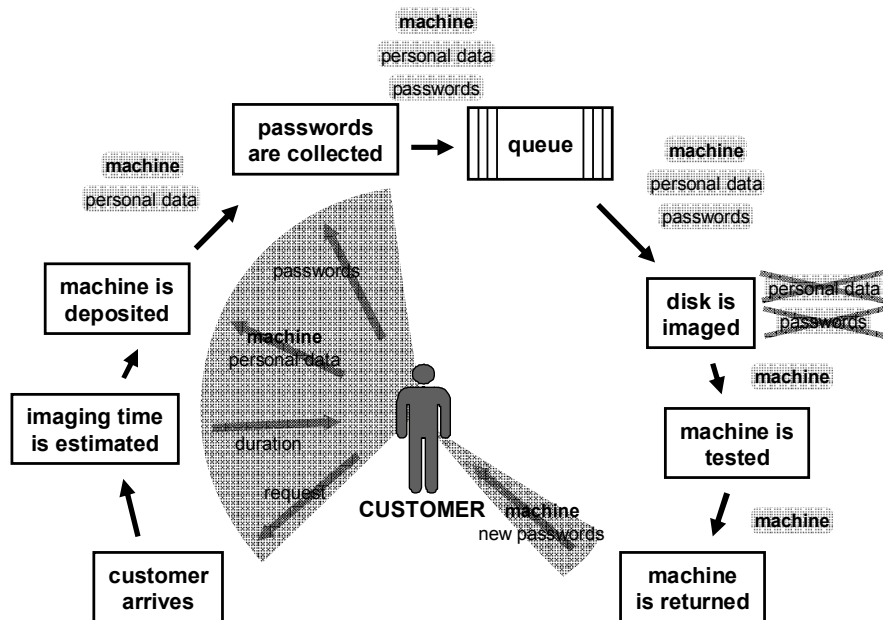 machine
personal data
passwords
passwords
are collected
queue
machine
personal data
machine
personal data
passwords
passwords
machine is
deposited
disk is
imaged
personal data
passwords
machine
personal data
machine
imaging time
is estimated
duration
machine is
tested
request
CUSTOMER
machine
new passwords
machine
customer
arrives
machine
is returned